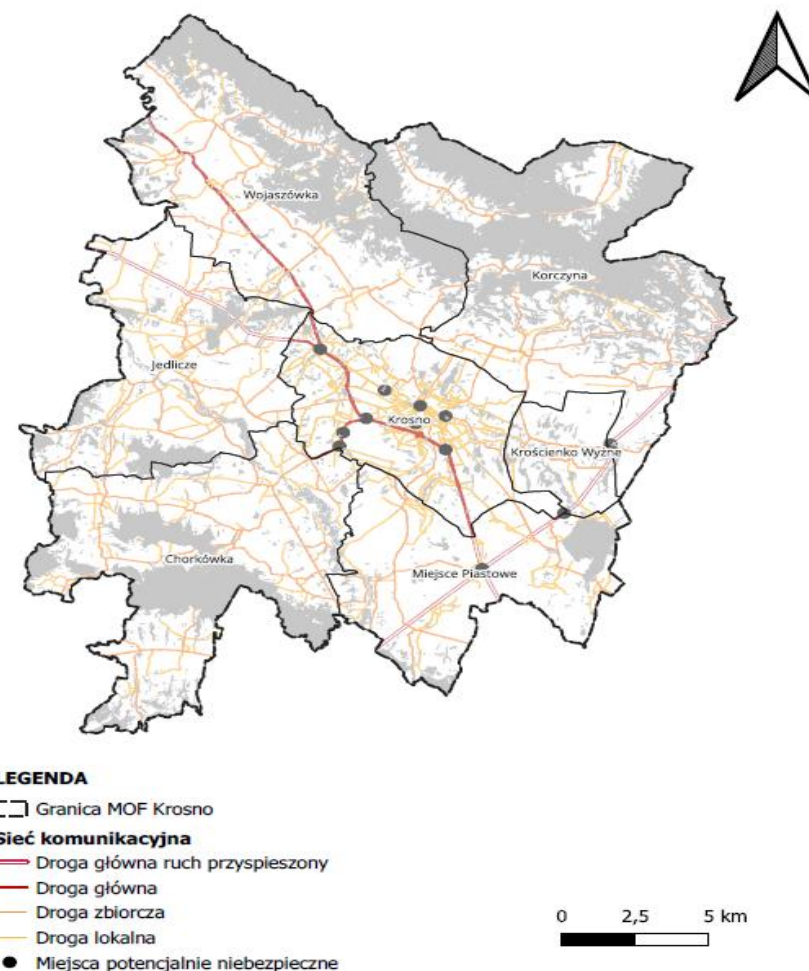 Wojaszówka
Korczyna
Jedlicze
Krosno
Krościenko Wyżne
Chorkówka
Miejsce Piastowe
LEGENDA
Granica MOF Krosno
Sieć komunikacyjna
Droga główna ruch przyspieszony
Droga główna
Droga zbiorcza
Droga lokalna
Miejsca potencjalnie niebezpieczne
0 2,5 5 km